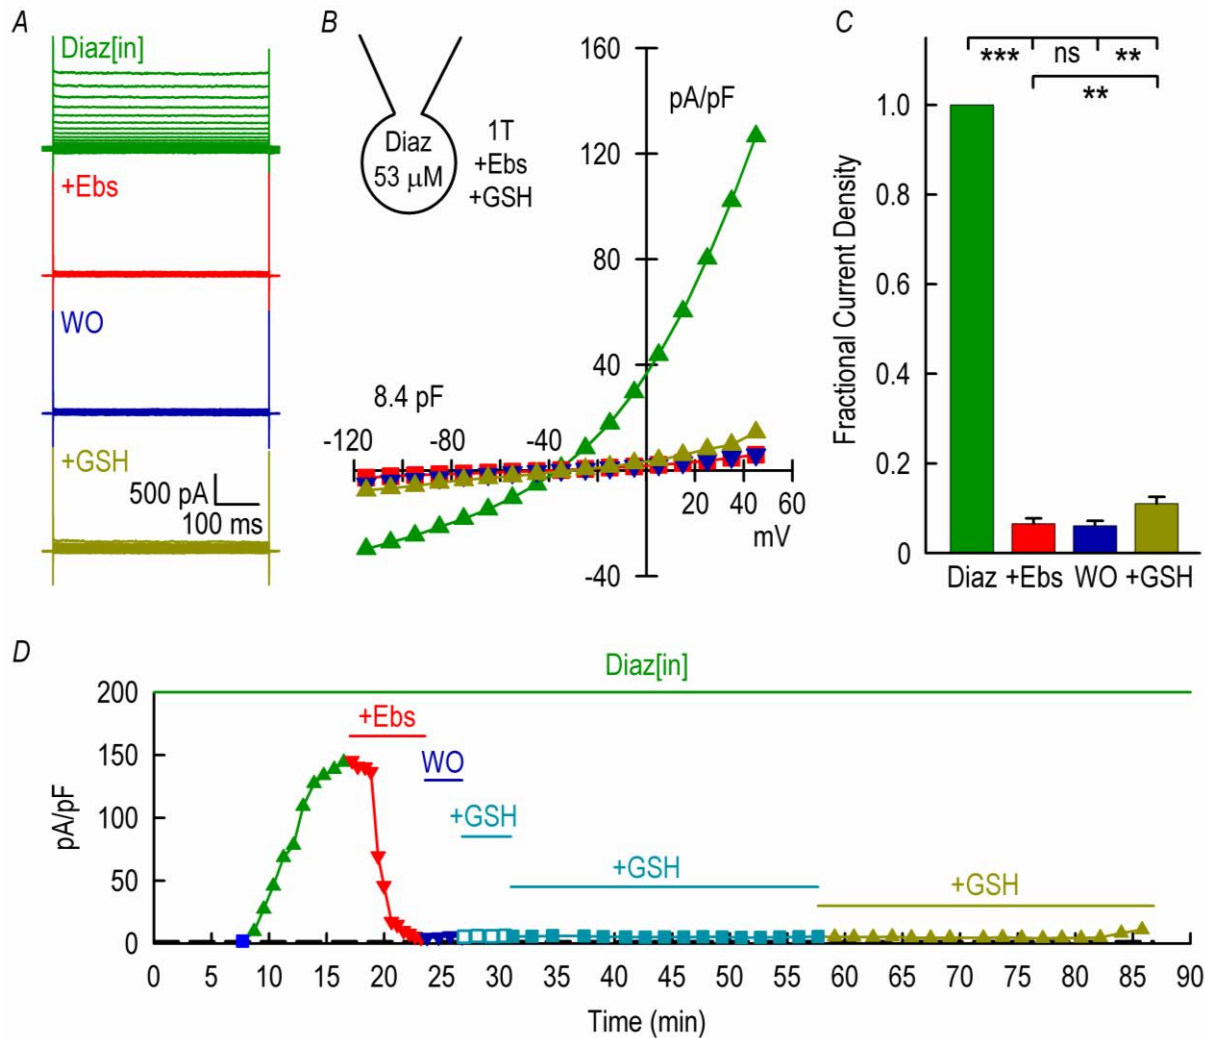 A
Diaz[in]
+Ebs
WO
+GSH
500 pA
100 ms
B
Diaz
53 μM
1T
+Ebs
+GSH
pA/pF
160
120
80
40
-40
8.4 pF
-120
-80
-40
20
40
60
mV
C
***
ns
**
**
Fractional Current Density
1.0
0.8
0.6
0.4
0.2
0
Diaz
+Ebs
WO
+GSH
D
Diaz[in]
+Ebs
WO
+GSH
+GSH
+GSH
pA/pF
200
150
100
50
0
0
5
10
15
20
25
30
35
40
45
50
55
60
65
70
75
80
85
90
Time (min)